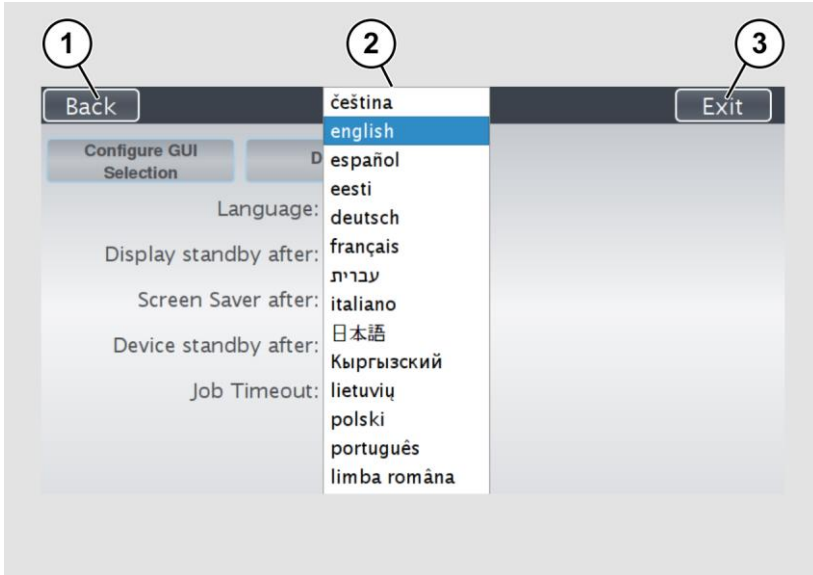 1
2
3
Back
Exit
Configure GUI
Selection
D
Language:
Display standby after:
Screen Saver after:
Device standby after:
Job Timeout:
čeština
english
español
eesti
deutsch
français
עברית
italiano
日本語
Кыргызский
lietuvių
polski
português
limba română